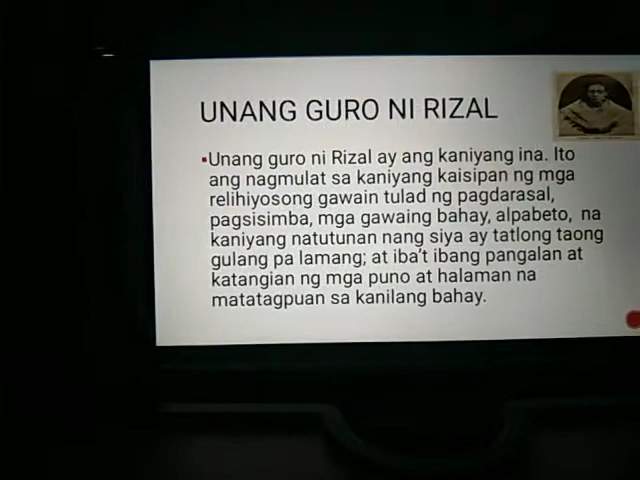 UNANG GURO NI RIZAL
▪Unang guro ni Rizal ay ang kaniyang ina. Ito
ang nagmulat sa kaniyang kaisipan ng mga
relihiyosong gawain tulad ng pagdarasal,
pagsisimba, mga gawaing bahay, alpabeto, na
kaniyang natutunan nang siya ay tatlong taong
gulang pa lamang; at iba't ibang pangalan at
katangian ng mga puno at halaman na
matatagpuan sa kanilang bahay.